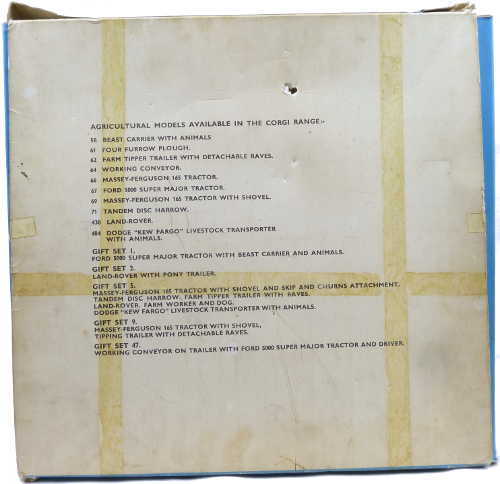 AGRICULTURAL MODELS AVAILABLE IN THE CORGI RANGE:-
58 BEAST CARRIER WITH ANIMALS
61 FOUR FURROW PLOUGH.
62 FARM TIPPER TRAILER WITH DETACHABLE RAVES.
64 WORKING CONVEYOR.
66 MASSEY-FERGUSON 165 TRACTOR.
67 FORD 5000 SUPER MAJOR TRACTOR.
69 MASSEY-FERGUSON 165 TRACTOR WITH SHOVEL.
71 TANDEM DISC HARROW.
438 LAND-ROVER.
484 DODGE "KEW FARGO" LIVESTOCK TRANSPORTER
WITH ANIMALS.
GIFT SET 1.
FORD 5000 SUPER MAJOR TRACTOR WITH BEAST CARRIER AND ANIMALS.
GIFT SET 2.
LAND-ROVER WITH PONY TRAILER.
GIFT SET 5.
MASSEY-FERGUSON 165 TRACTOR WITH SHOVEL AND SKIP AND CHURNS ATTACHMENT,
TANDEM DISC HARROW, FARM TIPPER TRAILER WITH RAVES,
LAND-ROVER, FARM WORKER AND DOG,
DODGE "KEW FARGO" LIVESTOCK TRANSPORTER WITH ANIMALS.
GIFT SET 9.
MASSEY-FERGUSON 165 TRACTOR WITH SHOVEL,
TIPPING TRAILER WITH DETACHABLE RAVES.
GIFT SET 47.
WORKING CONVEYOR ON TRAILER WITH FORD 5000 SUPER MAJOR TRACTOR AND DRIVER.